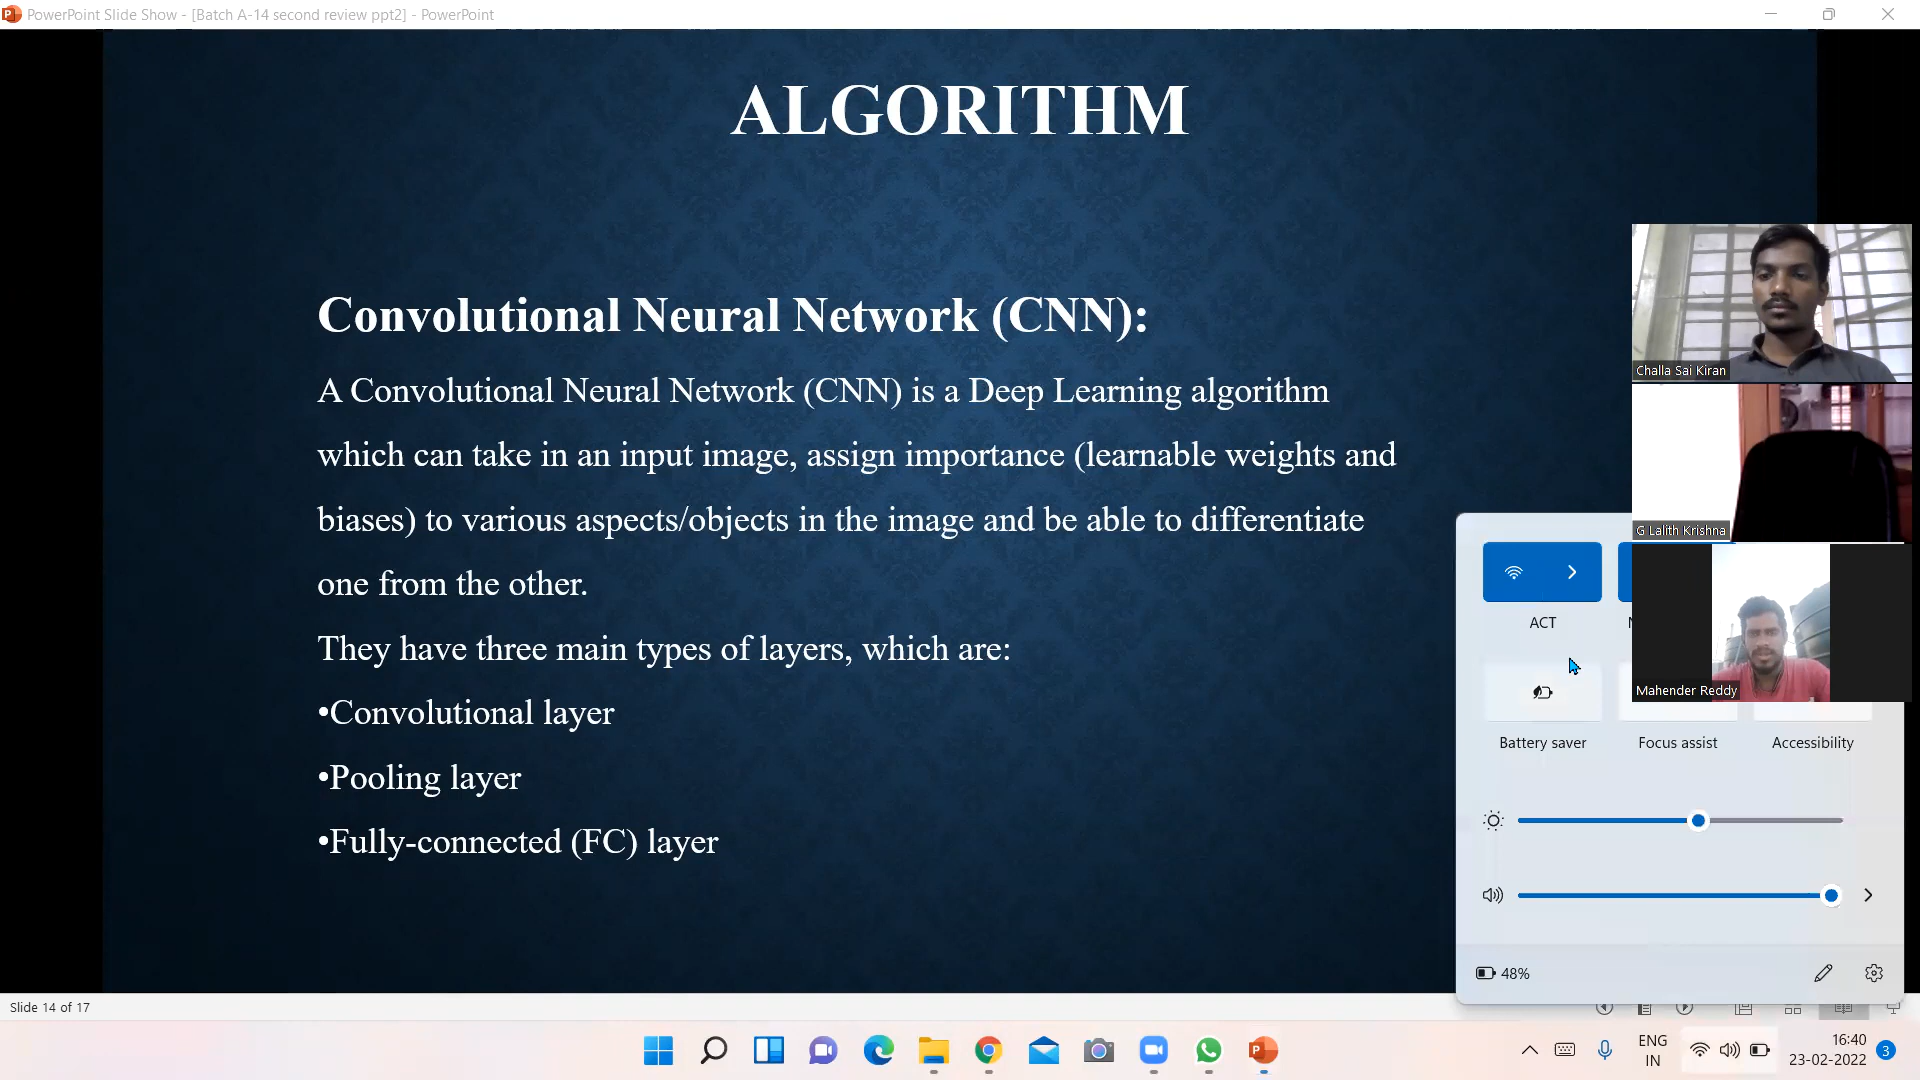 PowerPoint Slide Show - [Batch A-14 second review ppt2] - PowerPoint
ALGORITHM
Convolutional Neural Network (CNN):
A Convolutional Neural Network (CNN) is a Deep Learning algorithm
which can take in an input image, assign importance (learnable weights and
biases) to various aspects/objects in the image and be able to differentiate
one from the other.
They have three main types of layers, which are:
•Convolutional layer
•Pooling layer
•Fully-connected (FC) layer
Challa Sai Kiran
G Lalith Krishna
Mahender Reddy
ACT
Battery saver
Focus assist
Accessibility
48%
Slide 14 of 17
ENG
IN
16:40
23-02-2022
3